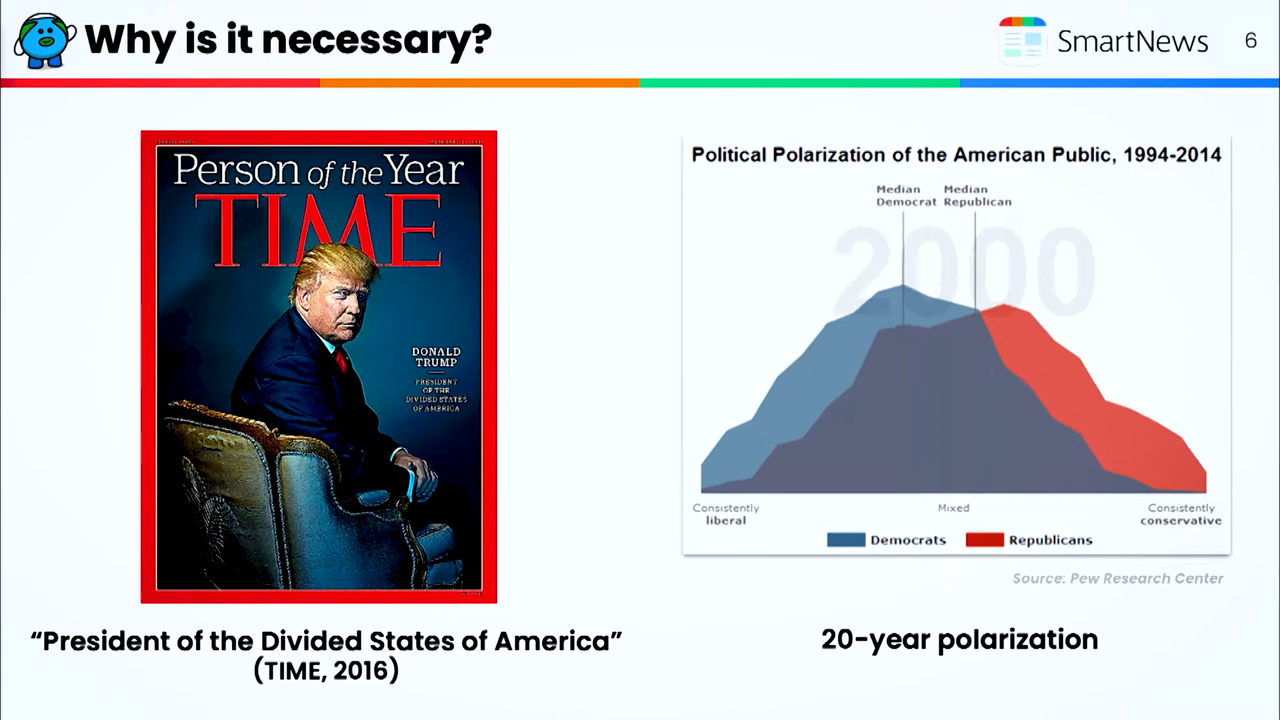 Why is it necessary?
SmartNews
6
Person of the Year
TIME
DONALD
TRUMP
PRESIDENT
OF THE
DIVIDED STATES
OF AMERICA
"President of the Divided States of America"
(TIME, 2016)
Political Polarization of the American Public, 1994-2014
Median Democrat
Median Republican
2000
Consistently liberal
Mixed
Consistently conservative
Democrats
Republicans
Source: Pew Research Center
20-year polarization